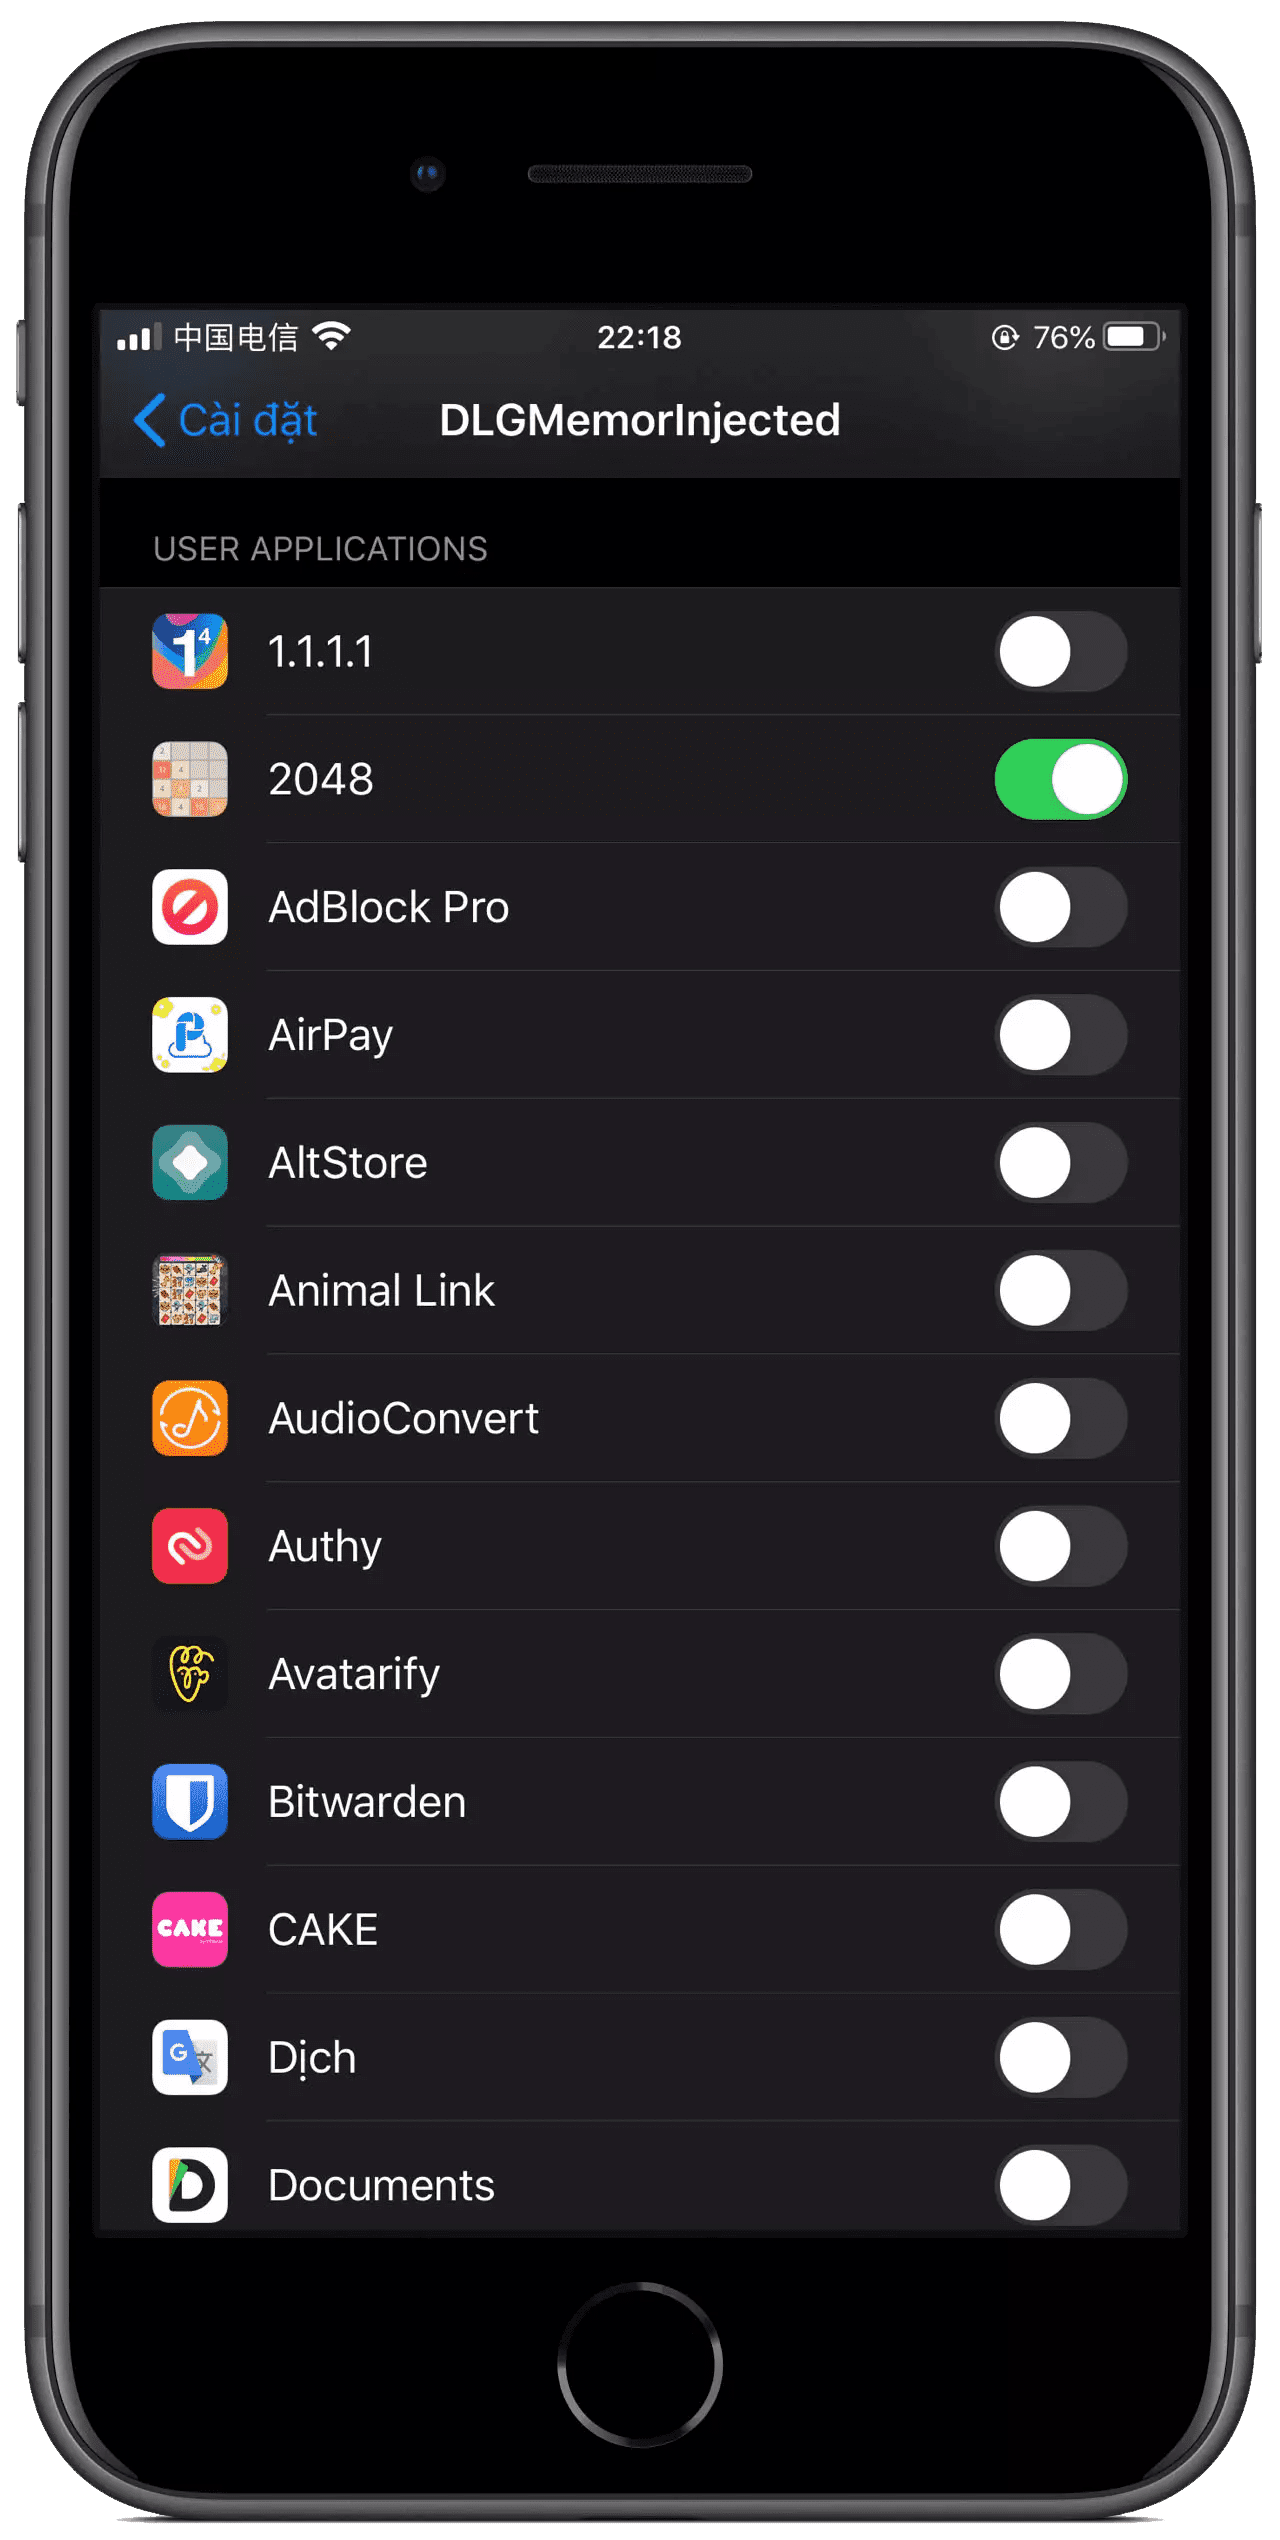 中国电信 22:18 76%
Cài đặt DLGMemorInjected
USER APPLICATIONS
1.1.1.1
2048
AdBlock Pro
AirPay
AltStore
Animal Link
AudioConvert
Authy
Avatarify
Bitwarden
CAKE
CAKE
Dịch
Documents